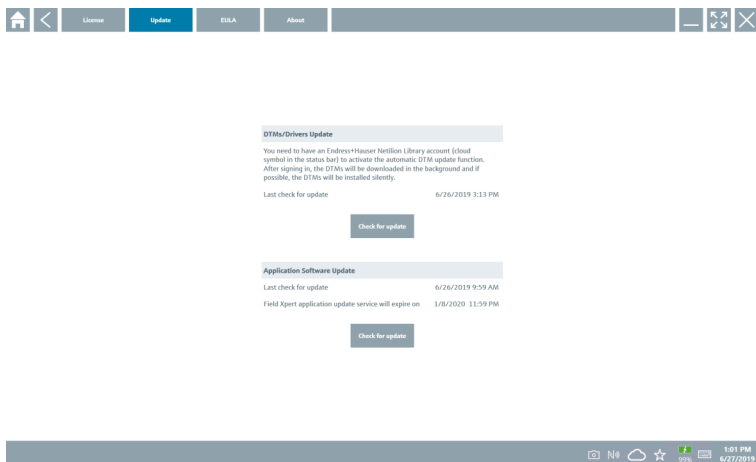 License Update EULA About
DTMs/Drivers Update
You need to have an Endress+Hauser Netilion Library account (cloud
symbol in the status bar) to activate the automatic DTM update function.
After signing in, the DTMs will be downloaded in the background and if
possible, the DTMs will be installed silently.
Last check for update 6/26/2019 3:13 PM
Check for update
Application Software Update
Last check for update 6/26/2019 9:59 AM
Field Xpert application update service will expire on 1/8/2020 11:59 PM
Check for update
99%
1:01 PM
6/27/2019